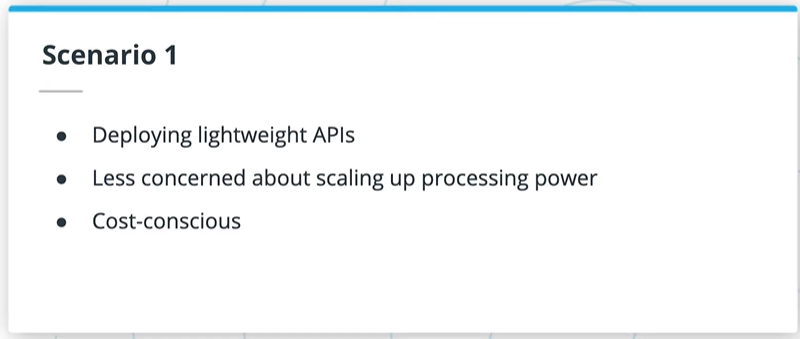 Scenario 1
● Deploying lightweight APIs
● Less concerned about scaling up processing power
● Cost-conscious